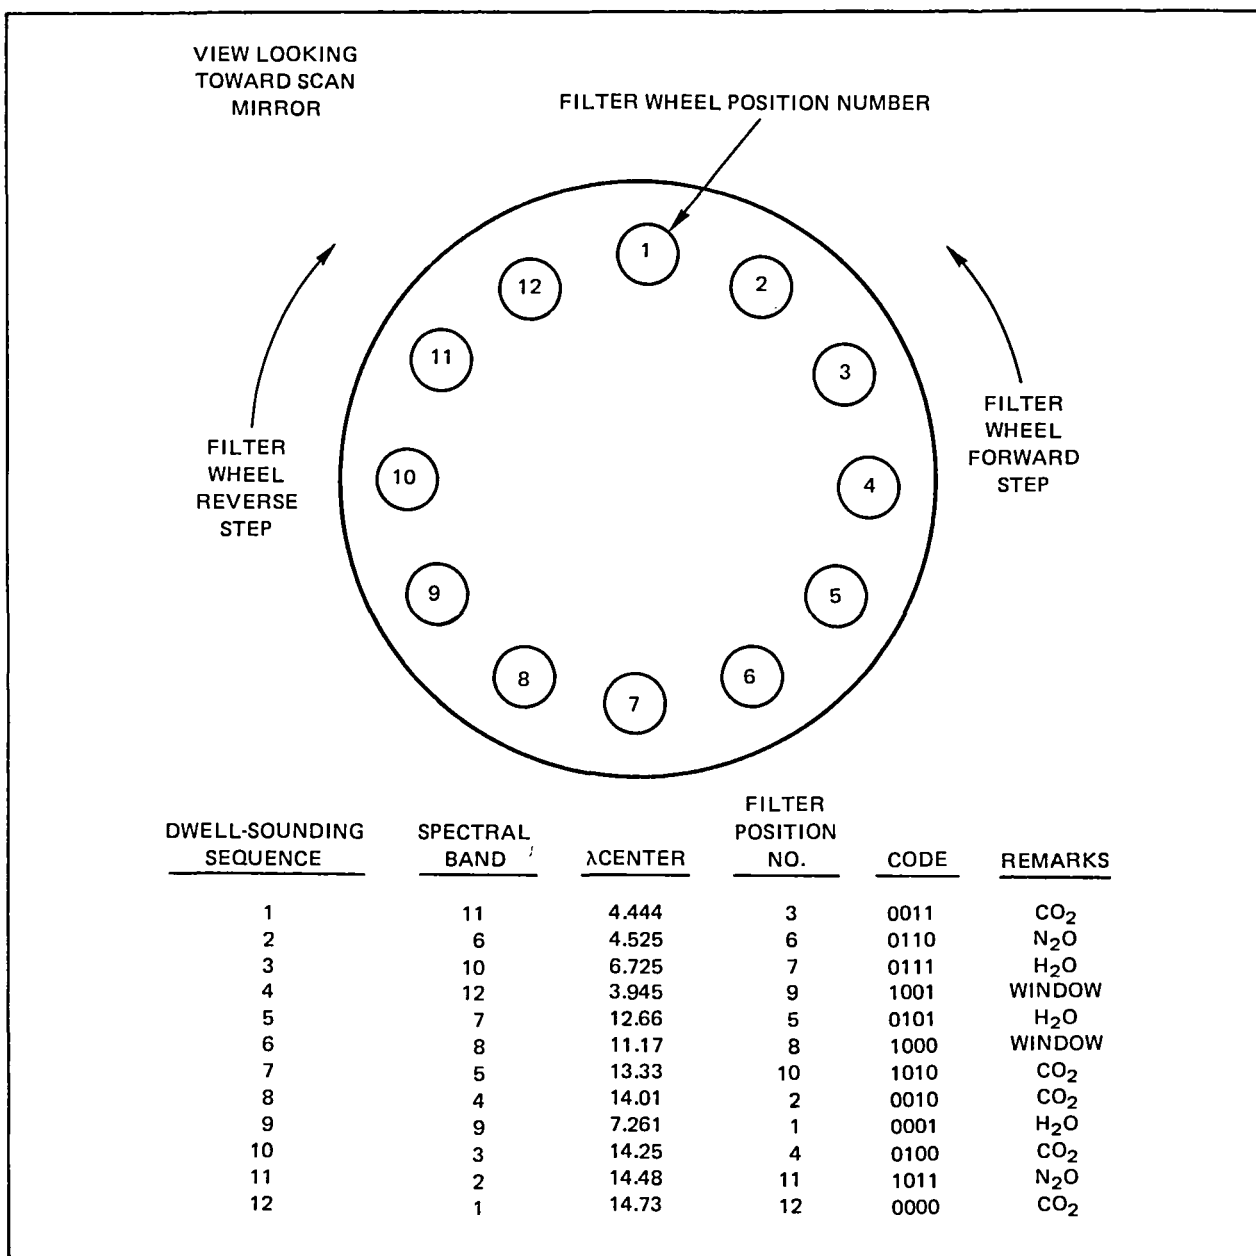 VIEW LOOKING
TOWARD SCAN
MIRROR
FILTER WHEEL POSITION NUMBER
1
2
3
4
5
6
7
8
9
10
11
12
FILTER
WHEEL
REVERSE
STEP
FILTER
WHEEL
FORWARD
STEP
DWELL-SOUNDING SEQUENCE SPECTRAL BAND λCENTER FILTER POSITION NO. CODE REMARKS
1 11 4.444 3 0011 CO₂
2 6 4.525 6 0110 N₂O
3 10 6.725 7 0111 H₂O
4 12 3.945 9 1001 WINDOW
5 7 12.66 5 0101 H₂O
6 8 11.17 8 1000 WINDOW
7 5 13.33 10 1010 CO₂
8 4 14.01 2 0010 CO₂
9 9 7.261 1 0001 H₂O
10 3 14.25 4 0100 CO₂
11 2 14.48 11 1011 N₂O
12 1 14.73 12 0000 CO₂